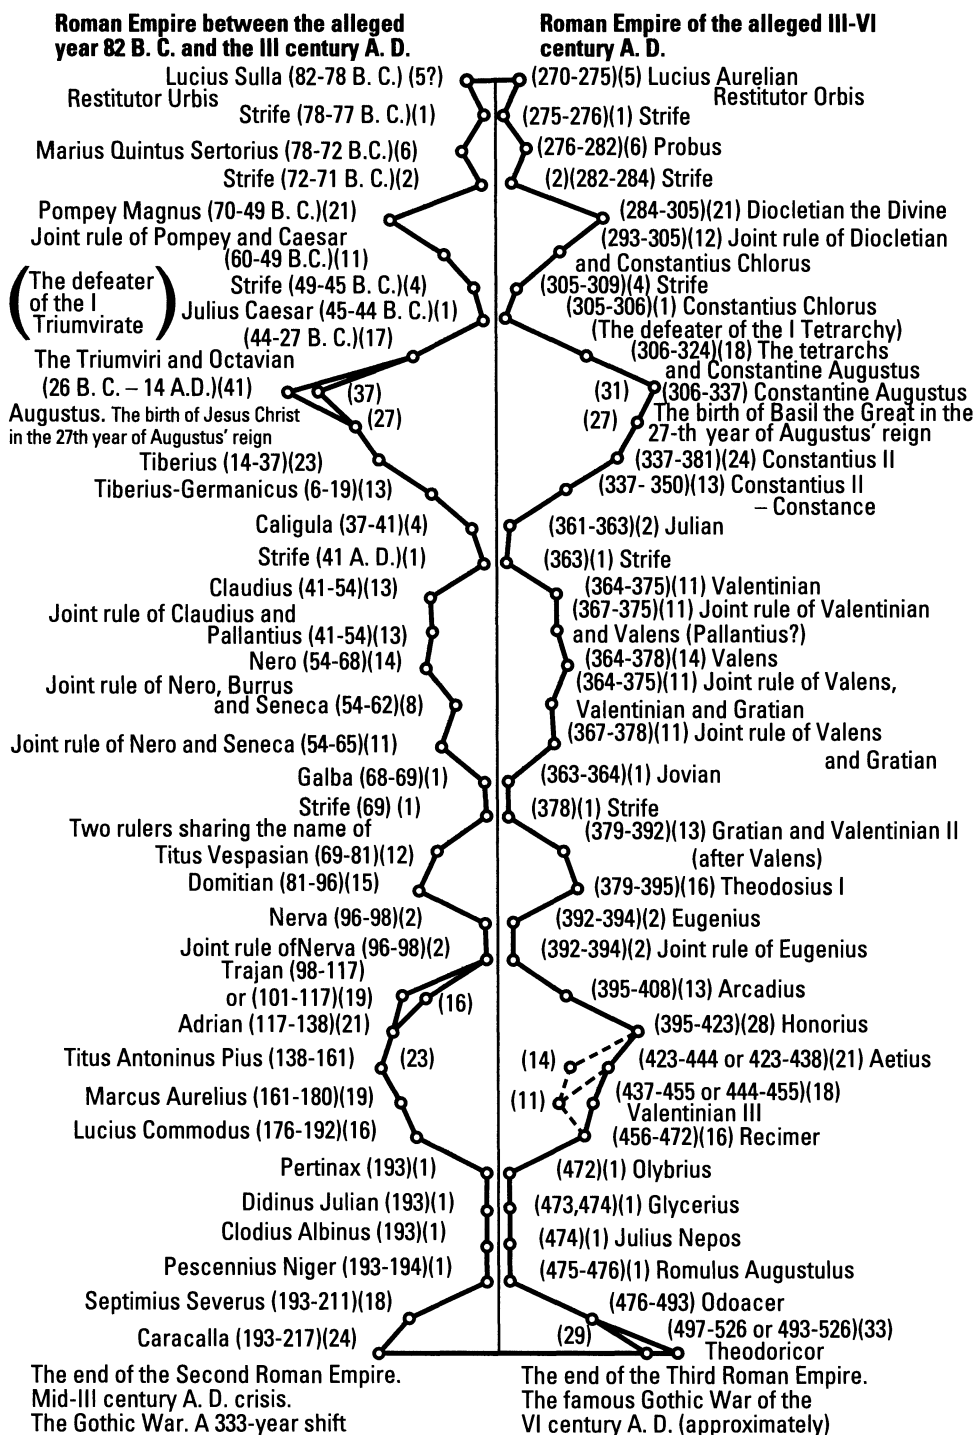 Roman Empire between the alleged
year 82 B. C. and the III century A. D.
Lucius Sulla (82-78 B. C.) (5?)
Restitutor Urbis
Strife (78-77 B. C.)(1)
Marius Quintus Sertorius (78-72 B.C.)(6)
Strife (72-71 B. C.)(2)
Pompey Magnus (70-49 B. C.)(21)
Joint rule of Pompey and Caesar
(60-49 B.C.)(11)
Strife (49-45 B. C.)(4)
(The defeater
of the I
Triumvirate)
Julius Caesar (45-44 B. C.)(1)
(44-27 B. C.)(17)
The Triumviri and Octavian
(26 B. C. – 14 A.D.)(41)
(37)
(27)
Augustus. The birth of Jesus Christ
in the 27th year of Augustus' reign
Tiberius (14-37)(23)
Tiberius-Germanicus (6-19)(13)
Caligula (37-41)(4)
Strife (41 A. D.)(1)
Claudius (41-54)(13)
Joint rule of Claudius and
Pallantius (41-54)(13)
Nero (54-68)(14)
Joint rule of Nero, Burrus
and Seneca (54-62)(8)
Joint rule of Nero and Seneca (54-65)(11)
Galba (68-69)(1)
Strife (69) (1)
Two rulers sharing the name of
Titus Vespasian (69-81)(12)
Domitian (81-96)(15)
Nerva (96-98)(2)
Joint rule ofNerva (96-98)(2)
Trajan (98-117)
or (101-117)(19)
(16)
Adrian (117-138)(21)
Titus Antoninus Pius (138-161)
(23)
Marcus Aurelius (161-180)(19)
Lucius Commodus (176-192)(16)
Pertinax (193)(1)
Didinus Julian (193)(1)
Clodius Albinus (193)(1)
Pescennius Niger (193-194)(1)
Septimius Severus (193-211)(18)
Caracalla (193-217)(24)
The end of the Second Roman Empire.
Mid-III century A. D. crisis.
The Gothic War. A 333-year shift
Roman Empire of the alleged III-VI
century A. D.
(270-275)(5) Lucius Aurelian
Restitutor Orbis
(275-276)(1) Strife
(276-282)(6) Probus
(2)(282-284) Strife
(284-305)(21) Diocletian the Divine
(293-305)(12) Joint rule of Diocletian
and Constantius Chlorus
(305-309)(4) Strife
(305-306)(1) Constantius Chlorus
(The defeater of the I Tetrarchy)
(306-324)(18) The tetrarchs
and Constantine Augustus
(31)
(306-337) Constantine Augustus
(27)
The birth of Basil the Great in the
27-th year of Augustus' reign
(337-381)(24) Constantius II
(337- 350)(13) Constantius II
– Constance
(361-363)(2) Julian
(363)(1) Strife
(364-375)(11) Valentinian
(367-375)(11) Joint rule of Valentinian
and Valens (Pallantius?)
(364-378)(14) Valens
(364-375)(11) Joint rule of Valens,
Valentinian and Gratian
(367-378)(11) Joint rule of Valens
and Gratian
(363-364)(1) Jovian
(378)(1) Strife
(379-392)(13) Gratian and Valentinian II
(after Valens)
(379-395)(16) Theodosius I
(392-394)(2) Eugenius
(392-394)(2) Joint rule of Eugenius
(395-408)(13) Arcadius
(395-423)(28) Honorius
(14)
(423-444 or 423-438)(21) Aetius
(11)
(437-455 or 444-455)(18)
Valentinian III
(456-472)(16) Recimer
(472)(1) Olybrius
(473,474)(1) Glycerius
(474)(1) Julius Nepos
(475-476)(1) Romulus Augustulus
(476-493) Odoacer
(29)
(497-526 or 493-526)(33)
Theodoricor
The end of the Third Roman Empire.
The famous Gothic War of the
VI century A. D. (approximately)